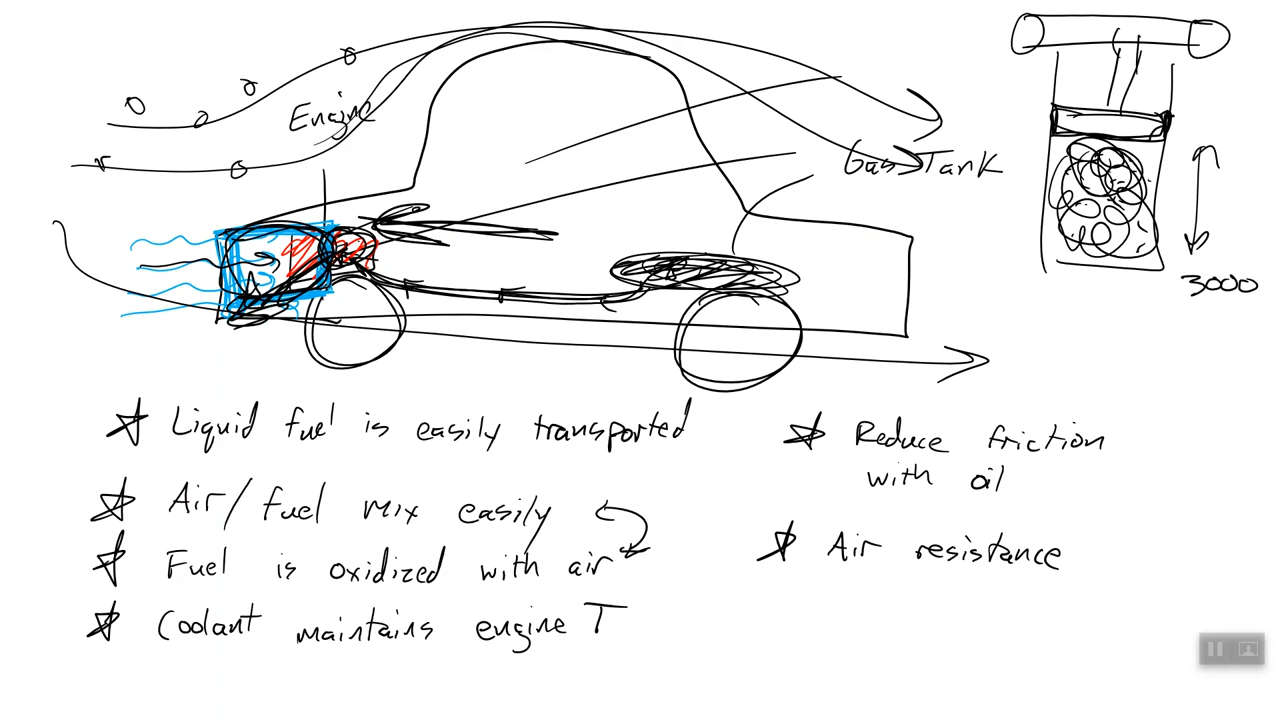 Engine
Gas Tank
3000
Liquid fuel is easily transported
Air/fuel mix easily
Fuel is oxidized with air
Coolant maintains engine T
Reduce friction
with oil
Air resistance